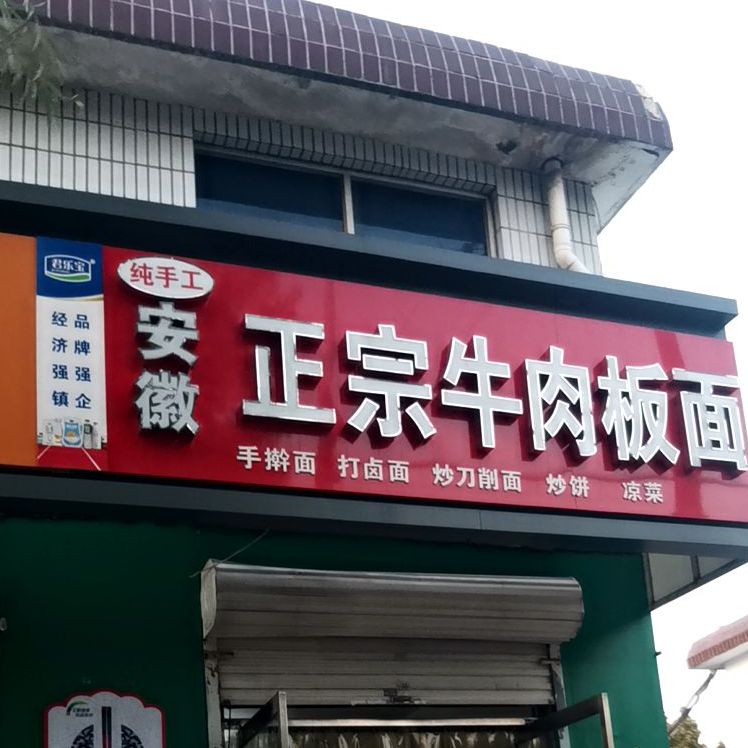 君乐宝
品牌强企
经济强镇
纯手工
安徽
正宗牛肉板面
手擀面 打卤面 炒刀削面 炒饼 凉菜